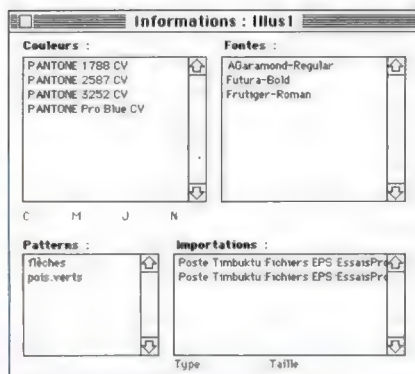 Informations : Illus1
Couleurs :
PANTONE 1788 CV
PANTONE 2587 CV
PANTONE 3252 CV
PANTONE Pro Blue CV
C M J N
Fontes :
AGaramond-Regular
Futura-Bold
Frutiger-Roman
Patterns :
flèches
pois.verts
Importations :
Poste Timbuktu Fichiers EPS EssaisPr
Poste Timbuktu Fichiers EPS EssaisPr
Type Taille